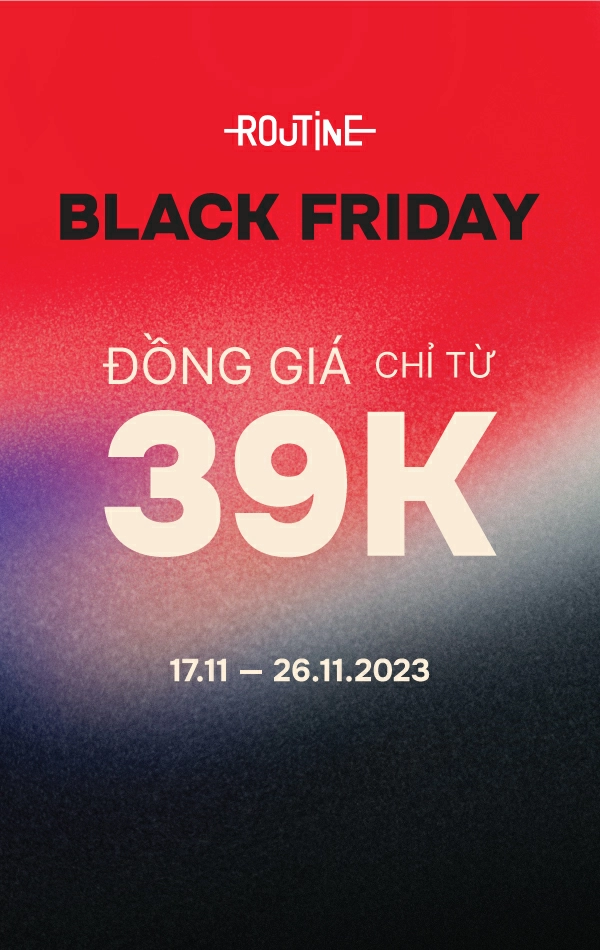 ROUTINE
BLACK FRIDAY
ĐỒNG GIÁ CHỈ TỪ
39K
17.11 — 26.11.2023